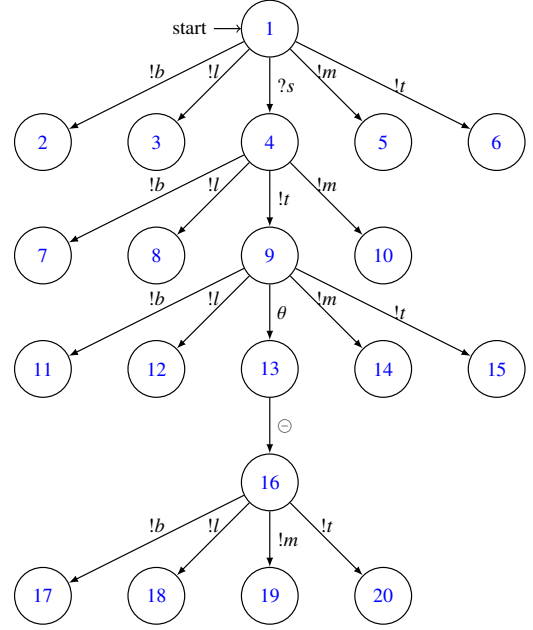 start 1
!b !l ?s !m !t
2 3 4 5 6
!b !l !t !m
7 8 9 10
!b !l θ !m !t
11 12 13 14 15
⊖
16
!b !l !m !t
17 18 19 20